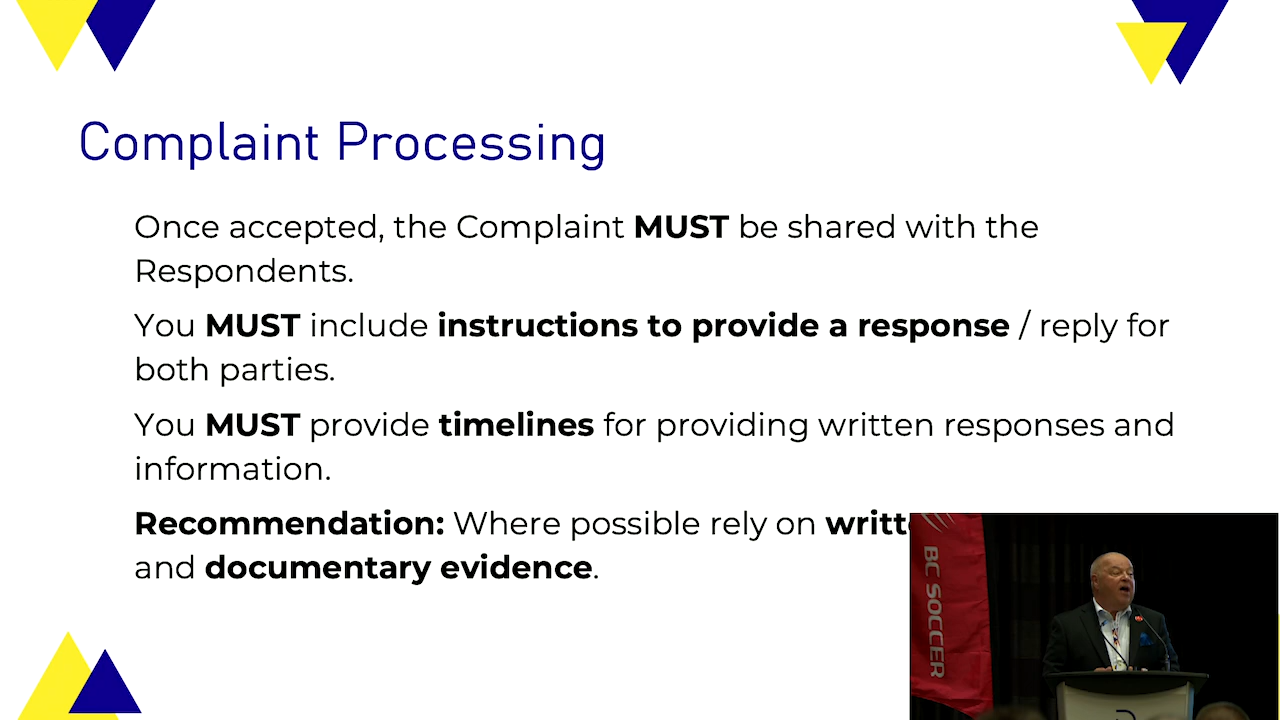 Complaint Processing
Once accepted, the Complaint MUST be shared with the
Respondents.
You MUST include instructions to provide a response / reply for
both parties.
You MUST provide timelines for providing written responses and
information.
Recommendation: Where possible rely on
and documentary evidence.
BC SOCCER